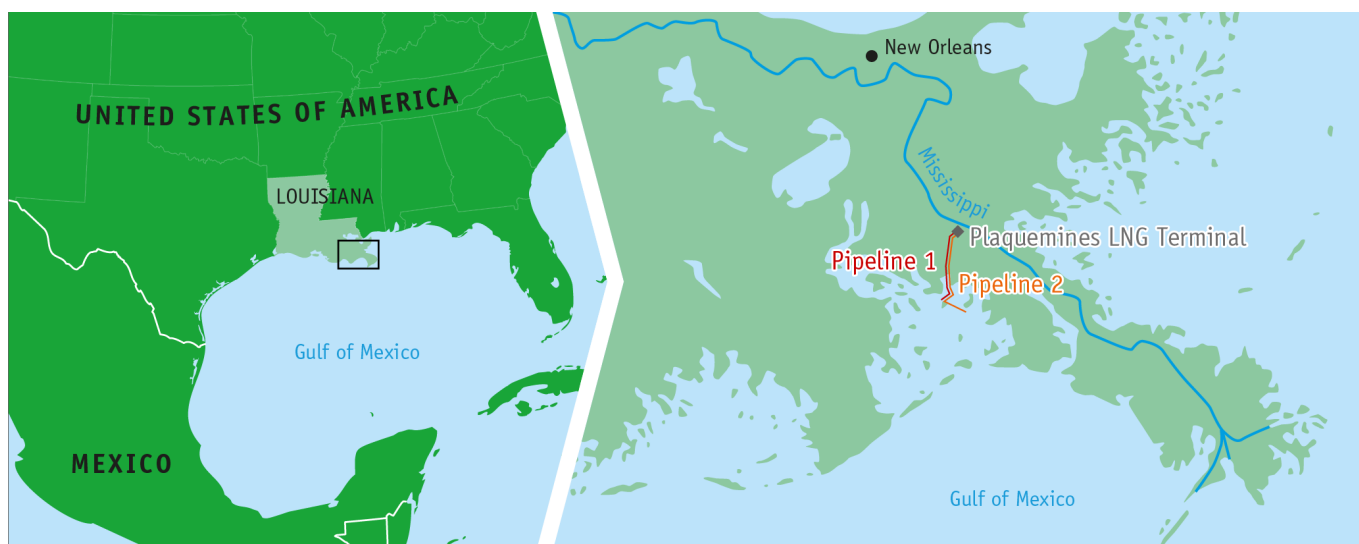 UNITED STATES OF AMERICA
LOUISIANA
Gulf of Mexico
MEXICO
New Orleans
Mississippi
Plaquemines LNG Terminal
Pipeline 1
Pipeline 2
Gulf of Mexico